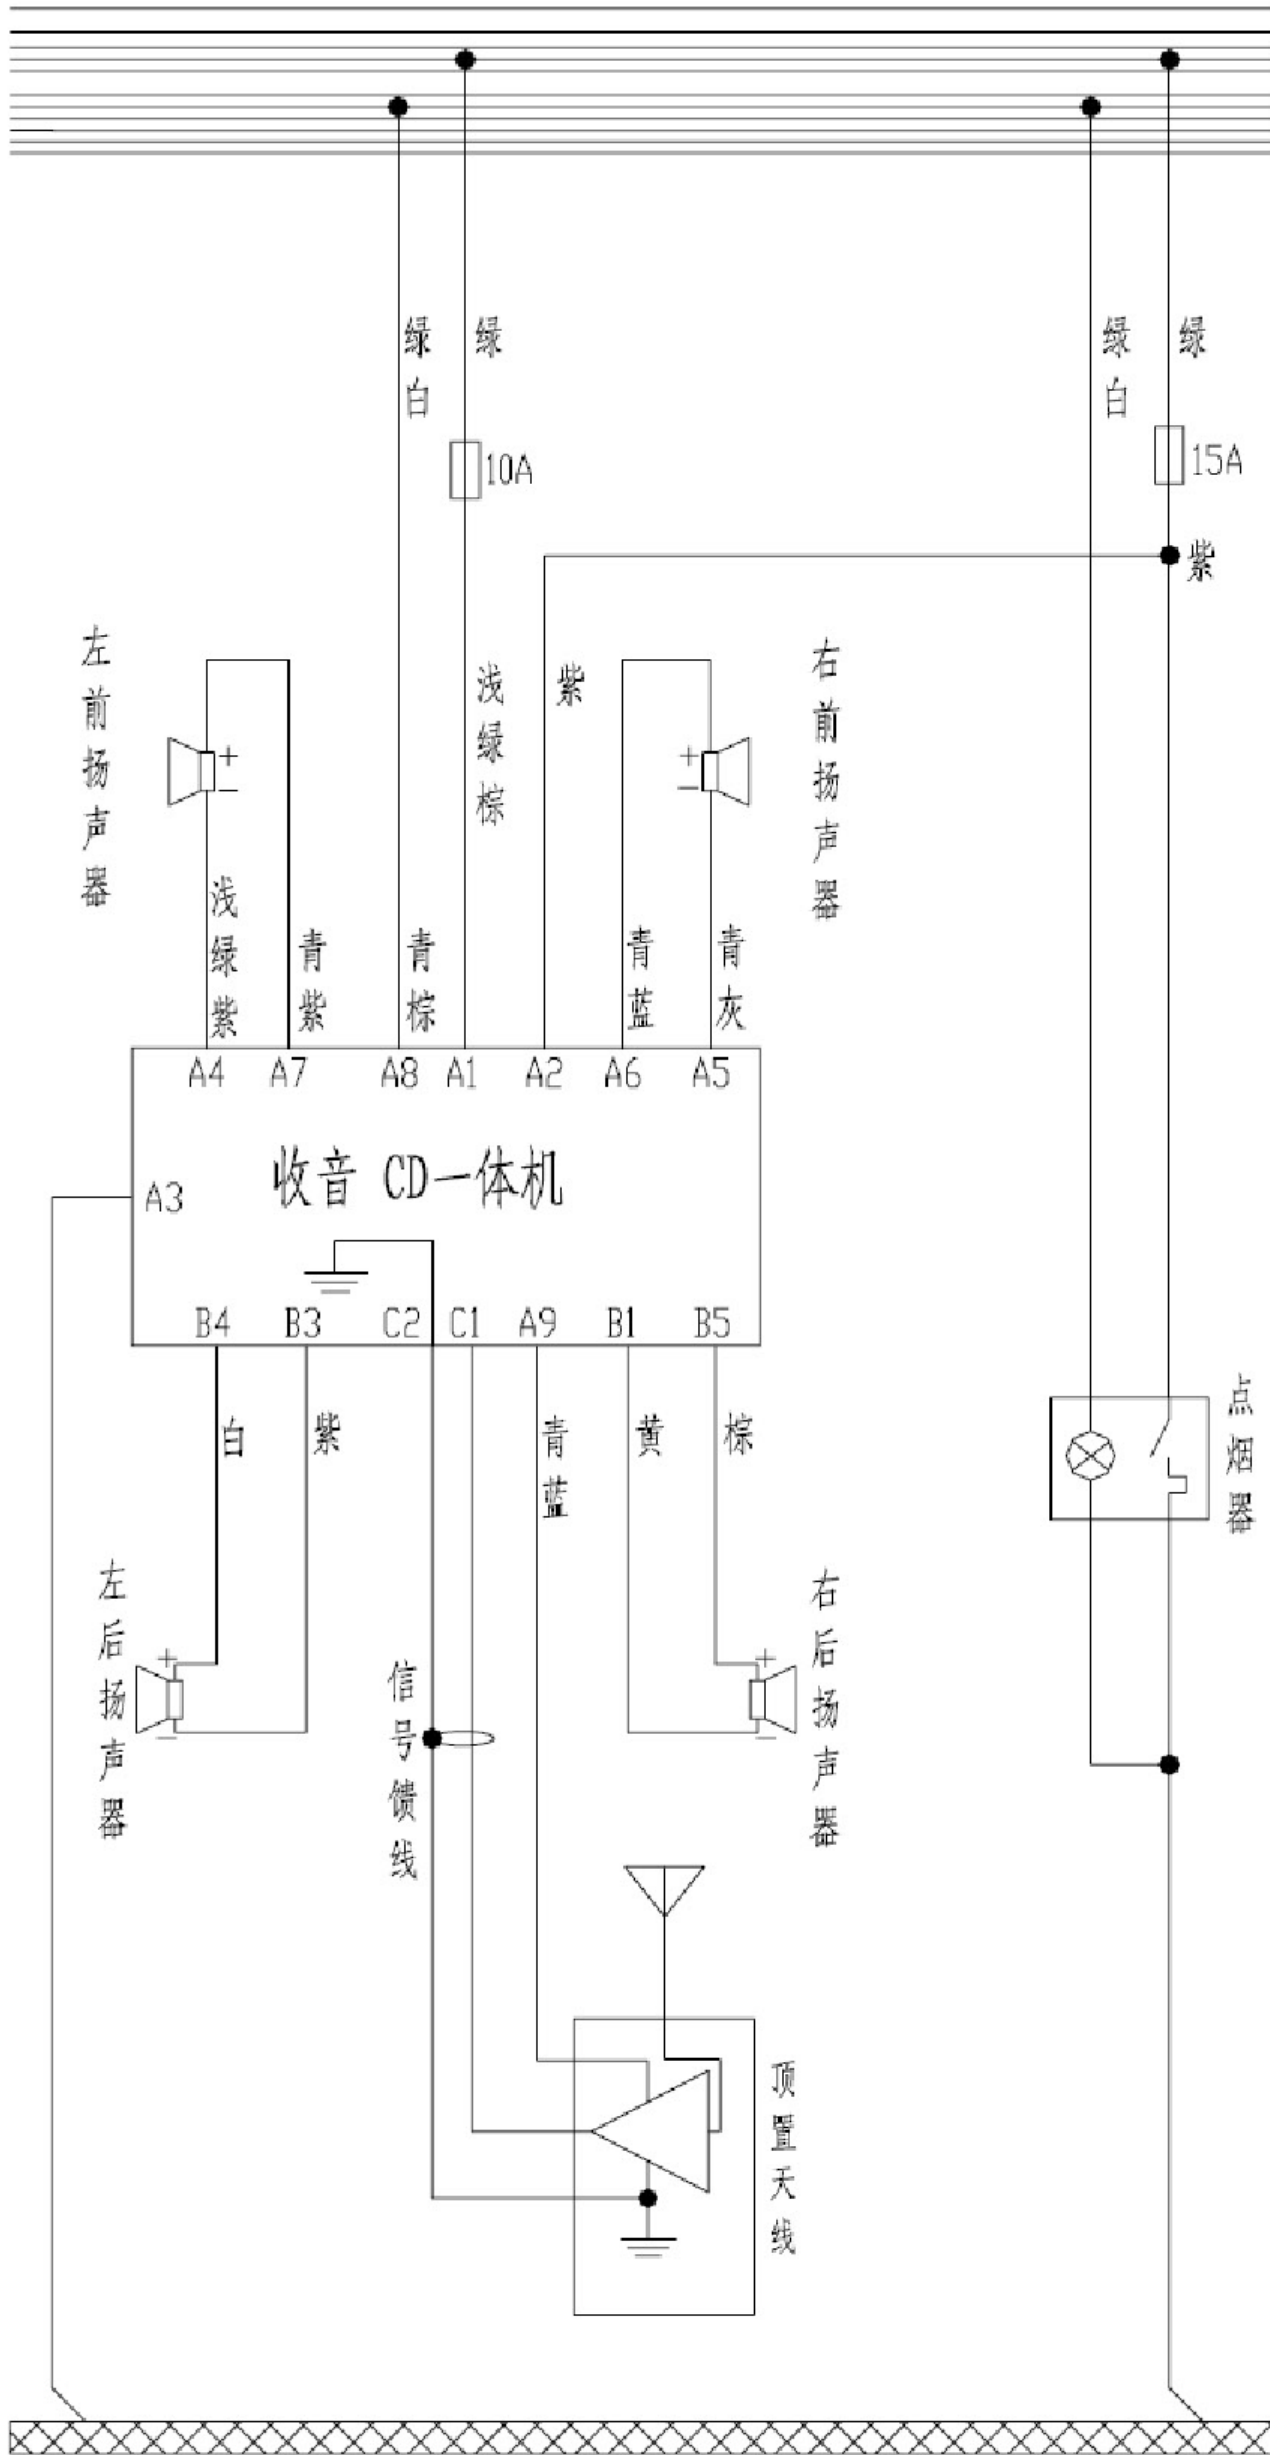 绿白
绿
绿白
绿
10A
15A
紫
左前扬声器
+
−
浅绿紫
青紫
青棕
浅绿棕
紫
青蓝
+
−
青灰
右前扬声器
A4 A7 A8 A1 A2 A6 A5
收音 CD一体机
A3
B4 B3 C2 C1 A9 B1 B5
白
紫
青蓝
黄
棕
点烟器
左后扬声器
+
−
信号馈线
+
−
右后扬声器
顶置天线